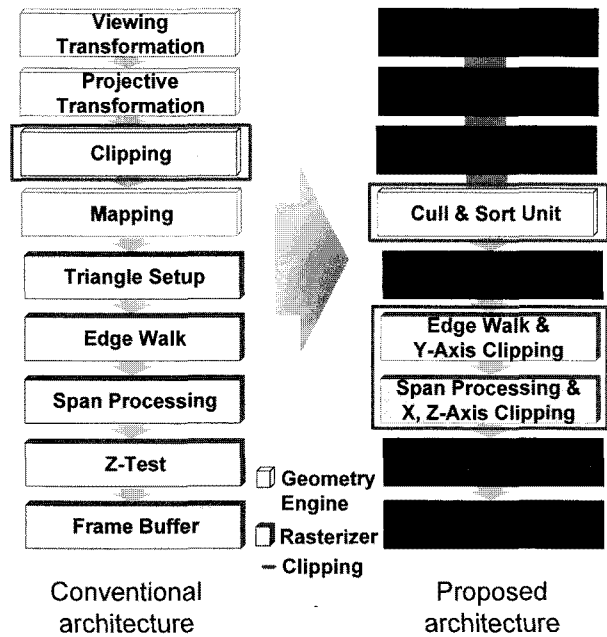 Viewing
Transformation
Projective
Transformation
Clipping
Mapping
Triangle Setup
Edge Walk
Span Processing
Z-Test
Frame Buffer
Geometry
Engine
Rasterizer
Clipping
Conventional
architecture
Cull & Sort Unit
Edge Walk &
Y-Axis Clipping
Span Processing &
X, Z-Axis Clipping
Proposed
architecture